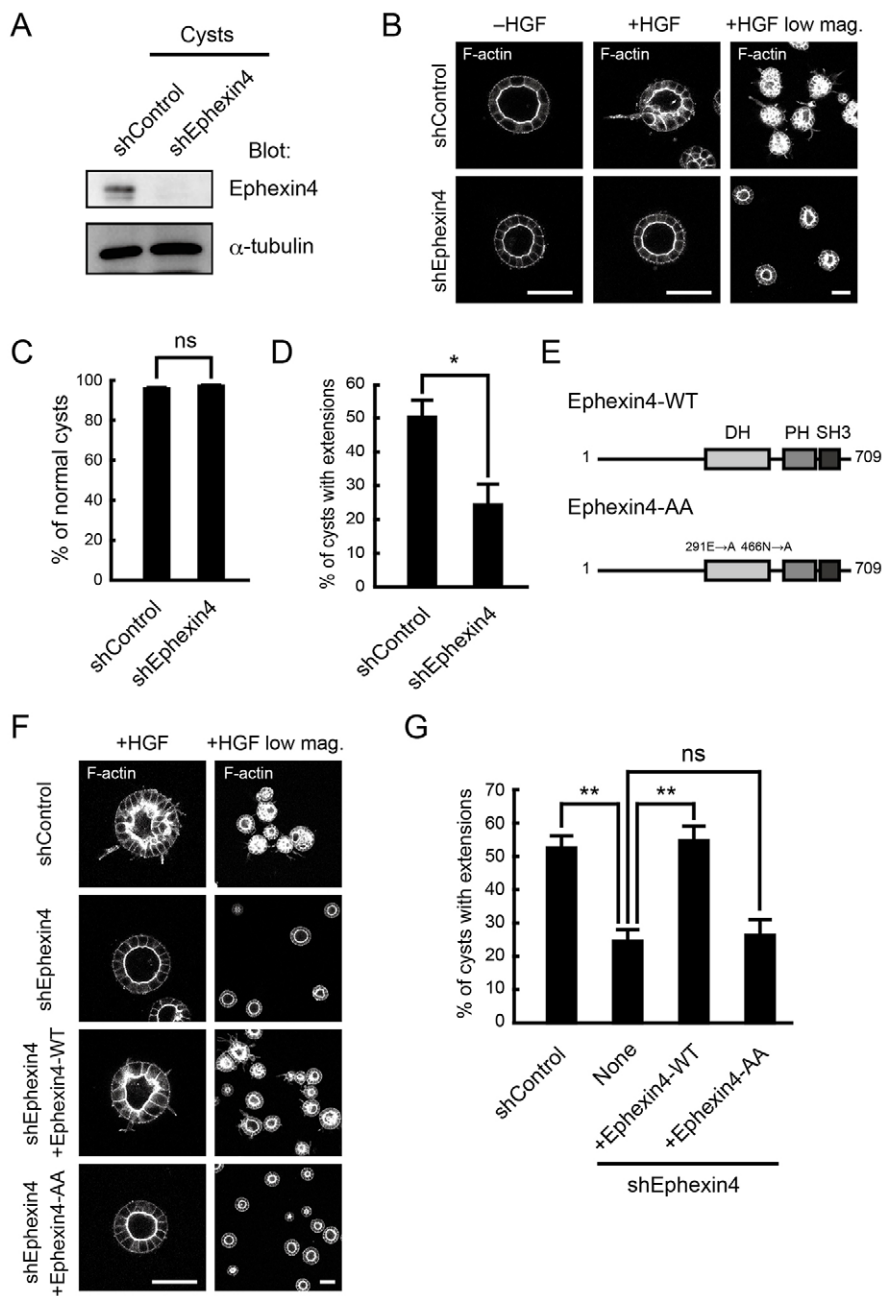 A
Cysts
shControl
shEphexin4
Blot:
Ephexin4
α-tubulin
B
–HGF
+HGF
+HGF low mag.
F-actin
F-actin
F-actin
shControl
shEphexin4
C
ns
% of normal cysts
100
80
60
40
20
0
shControl
shEphexin4
D
*
% of cysts with extensions
60
50
40
30
20
10
0
shControl
shEphexin4
E
Ephexin4-WT
DH PH SH3
1 709
Ephexin4-AA
291E→A 466N→A
1 709
F
+HGF
+HGF low mag.
F-actin
F-actin
shControl
shEphexin4
shEphexin4
+Ephexin4-WT
shEphexin4
+Ephexin4-AA
G
ns
** **
% of cysts with extensions
70
60
50
40
30
20
10
0
shControl
None
+Ephexin4-WT
+Ephexin4-AA
shEphexin4